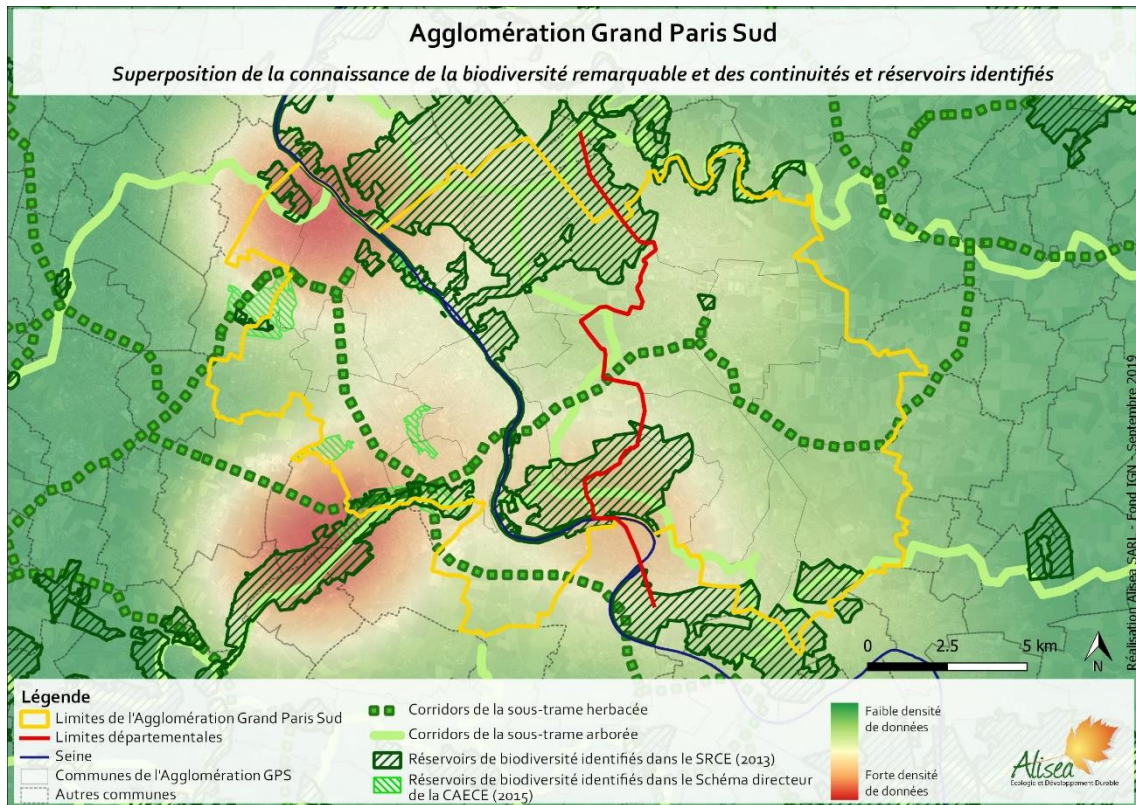 Agglomération Grand Paris Sud
Superposition de la connaissance de la biodiversité remarquable et des continuités et réservoirs identifiés
0 2.5 5 km
N
Réalisation Alisea SARL - Fond IGN - Septembre 2019
Légende
Limites de l'Agglomération Grand Paris Sud
Limites départementales
Seine
Communes de l'Agglomération GPS
Autres communes
Corridors de la sous-trame herbacée
Corridors de la sous-trame arborée
Réservoirs de biodiversité identifiés dans le SRCE (2013)
Réservoirs de biodiversité identifiés dans le Schéma directeur
de la CAECE (2015)
Faible densité
de données
Forte densité
de données
Alisea
Ecologie et Développement Durable